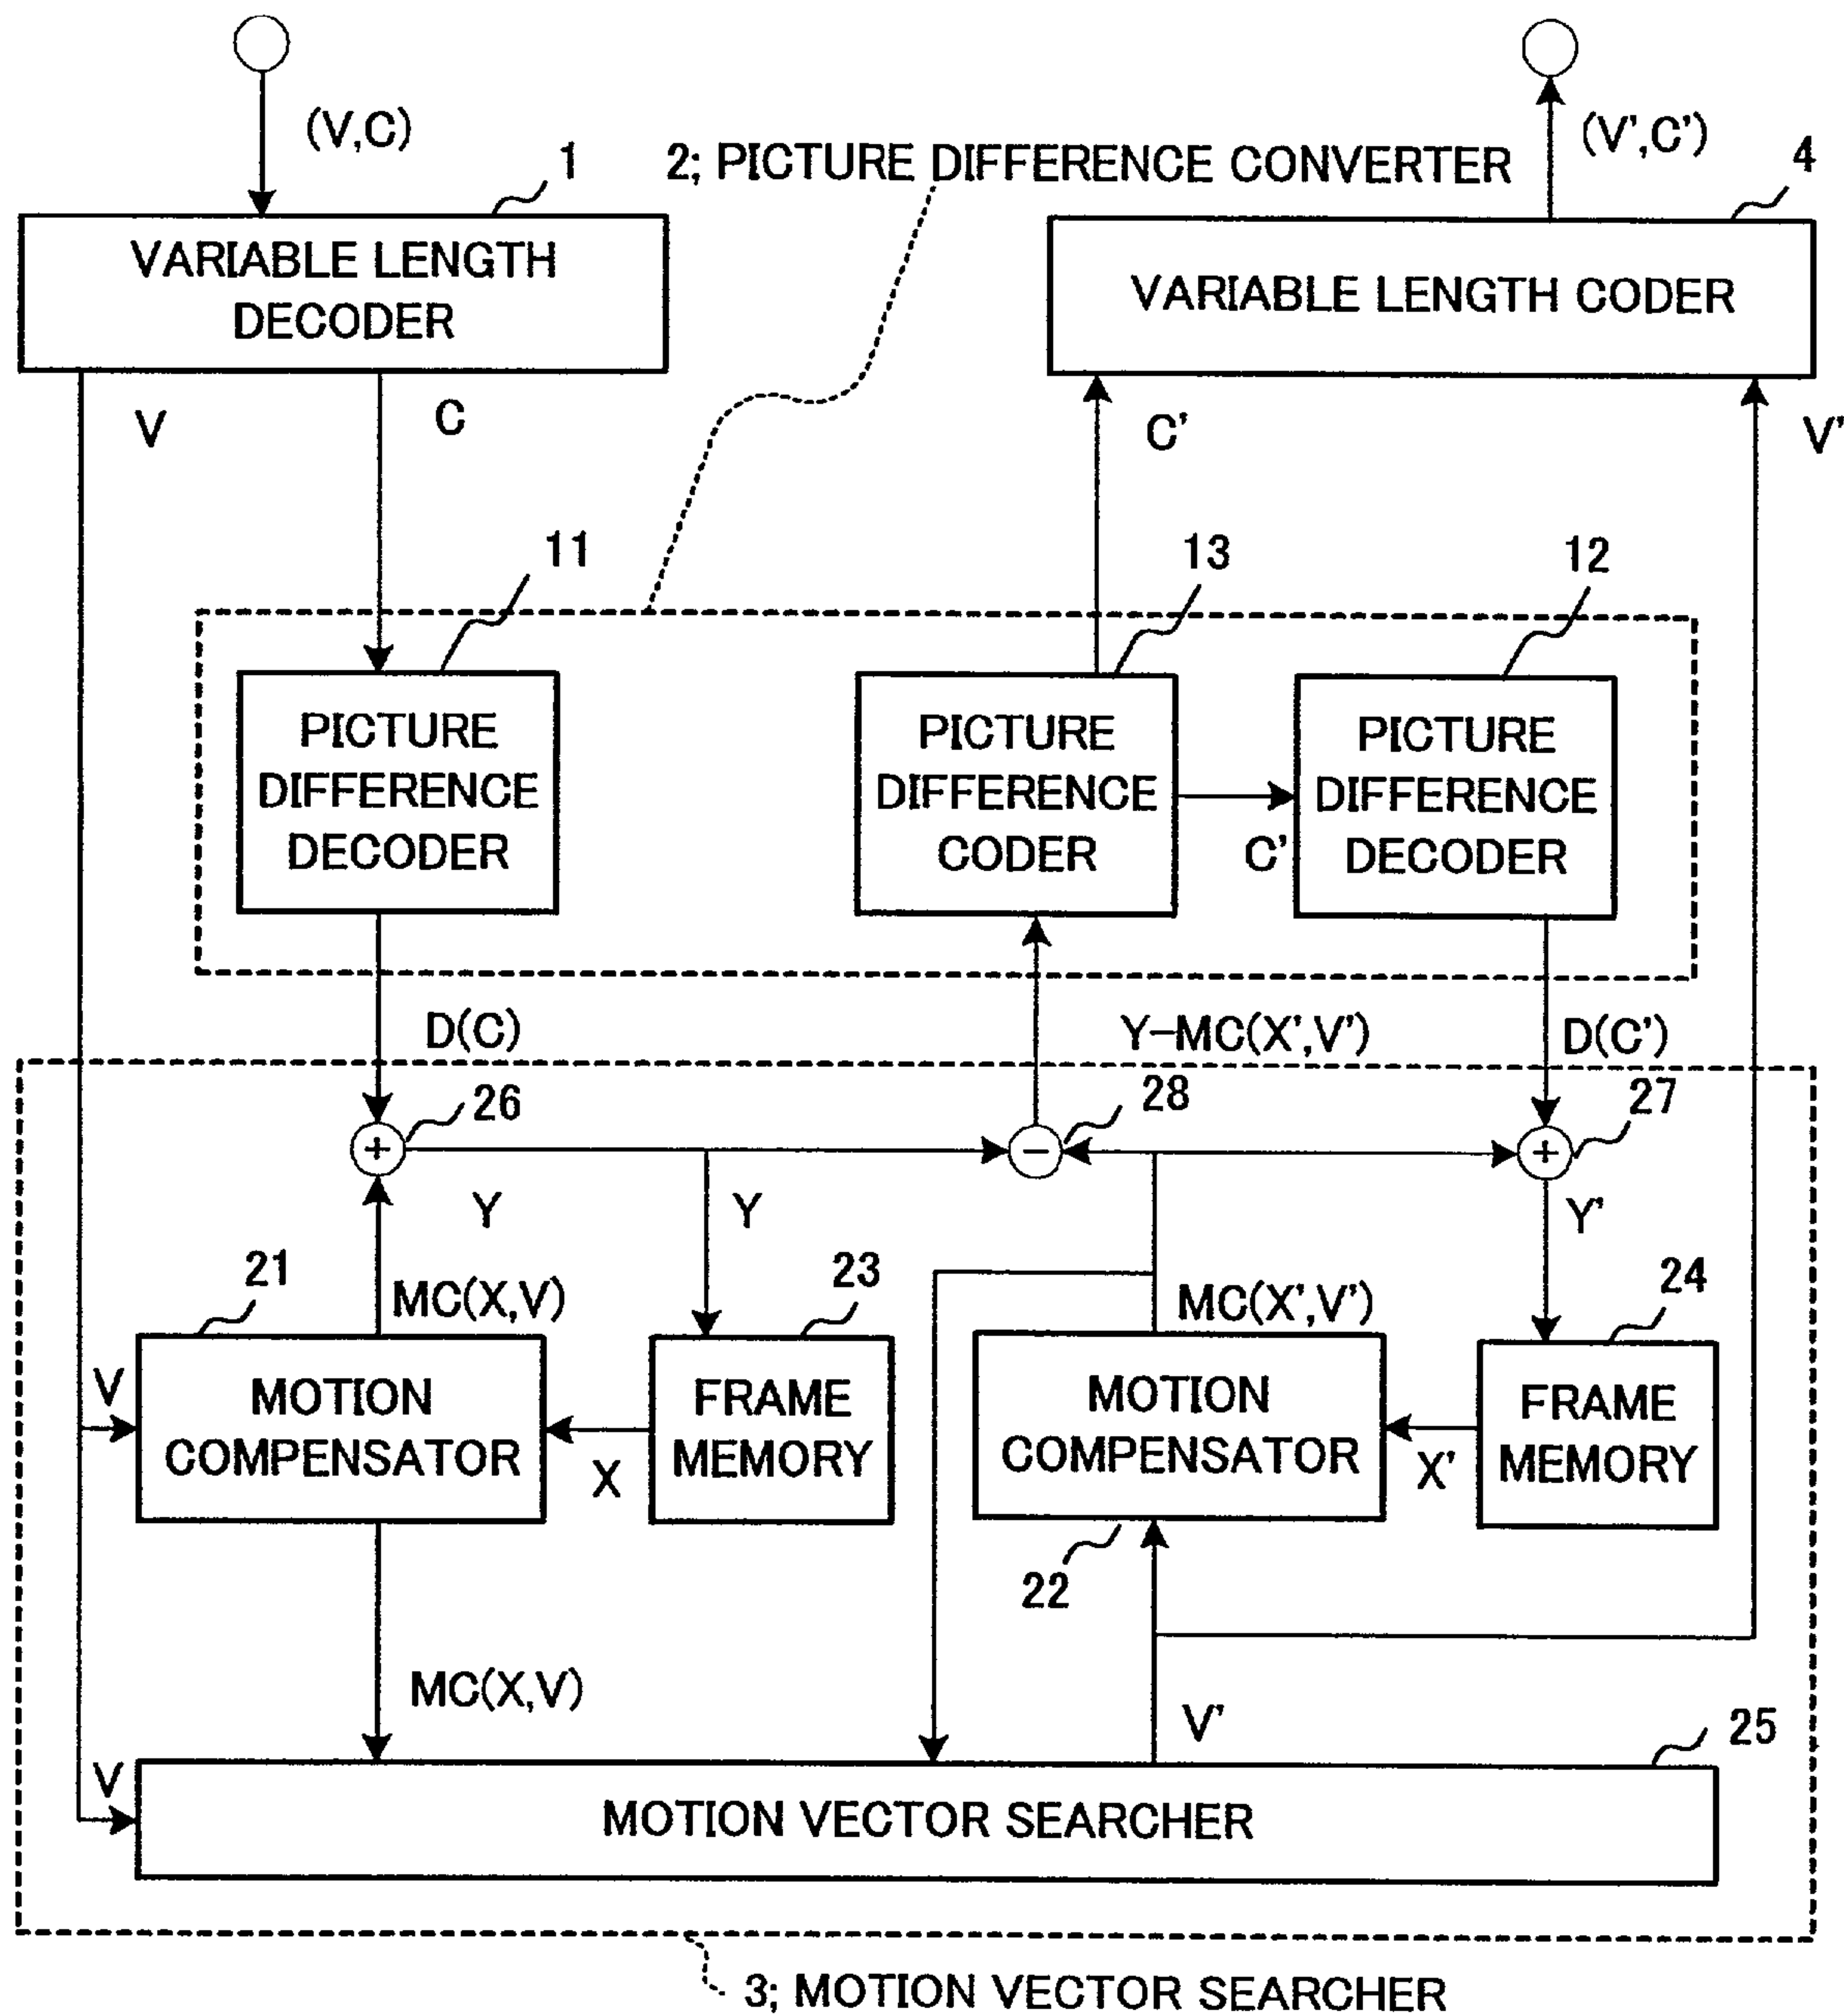 (V,C)
(V',C')
1
2; PICTURE DIFFERENCE CONVERTER
4
VARIABLE LENGTH
DECODER
VARIABLE LENGTH CODER
V
C
C'
V'
11
13
12
PICTURE
DIFFERENCE
DECODER
PICTURE
DIFFERENCE
CODER
C'
PICTURE
DIFFERENCE
DECODER
D(C)
Y-MC(X',V')
D(C')
26
28
27
+
−
+
Y
Y
Y'
21
MC(X,V)
23
MC(X',V')
24
V
MOTION
COMPENSATOR
X
FRAME
MEMORY
MOTION
COMPENSATOR
X'
FRAME
MEMORY
22
MC(X,V)
V'
25
V
MOTION VECTOR SEARCHER
3; MOTION VECTOR SEARCHER